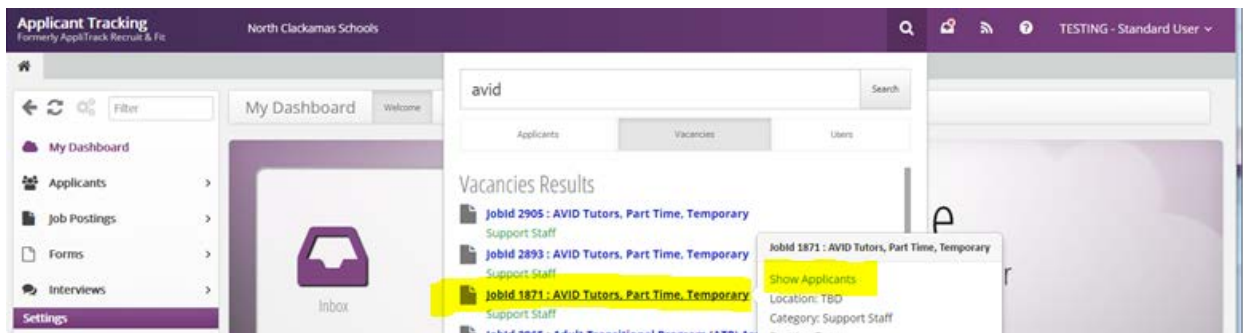 Applicant Tracking
Formerly AppliTrack Recruit & Fit
North Clackamas Schools
TESTING - Standard User
avid
Search
Filter
My Dashboard
Welcome
Applicants
Vacancies
Users
My Dashboard
Applicants
Job Postings
Forms
Interviews
Settings
Inbox
Vacancies Results
JobId 2905 : AVID Tutors, Part Time, Temporary
Support Staff
JobId 2893 : AVID Tutors, Part Time, Temporary
Support Staff
JobId 1871 : AVID Tutors, Part Time, Temporary
Support Staff
JobId 1871 : AVID Tutors, Part Time, Temporary
Show Applicants
Location: TBD
Category: Support Staff
e
r